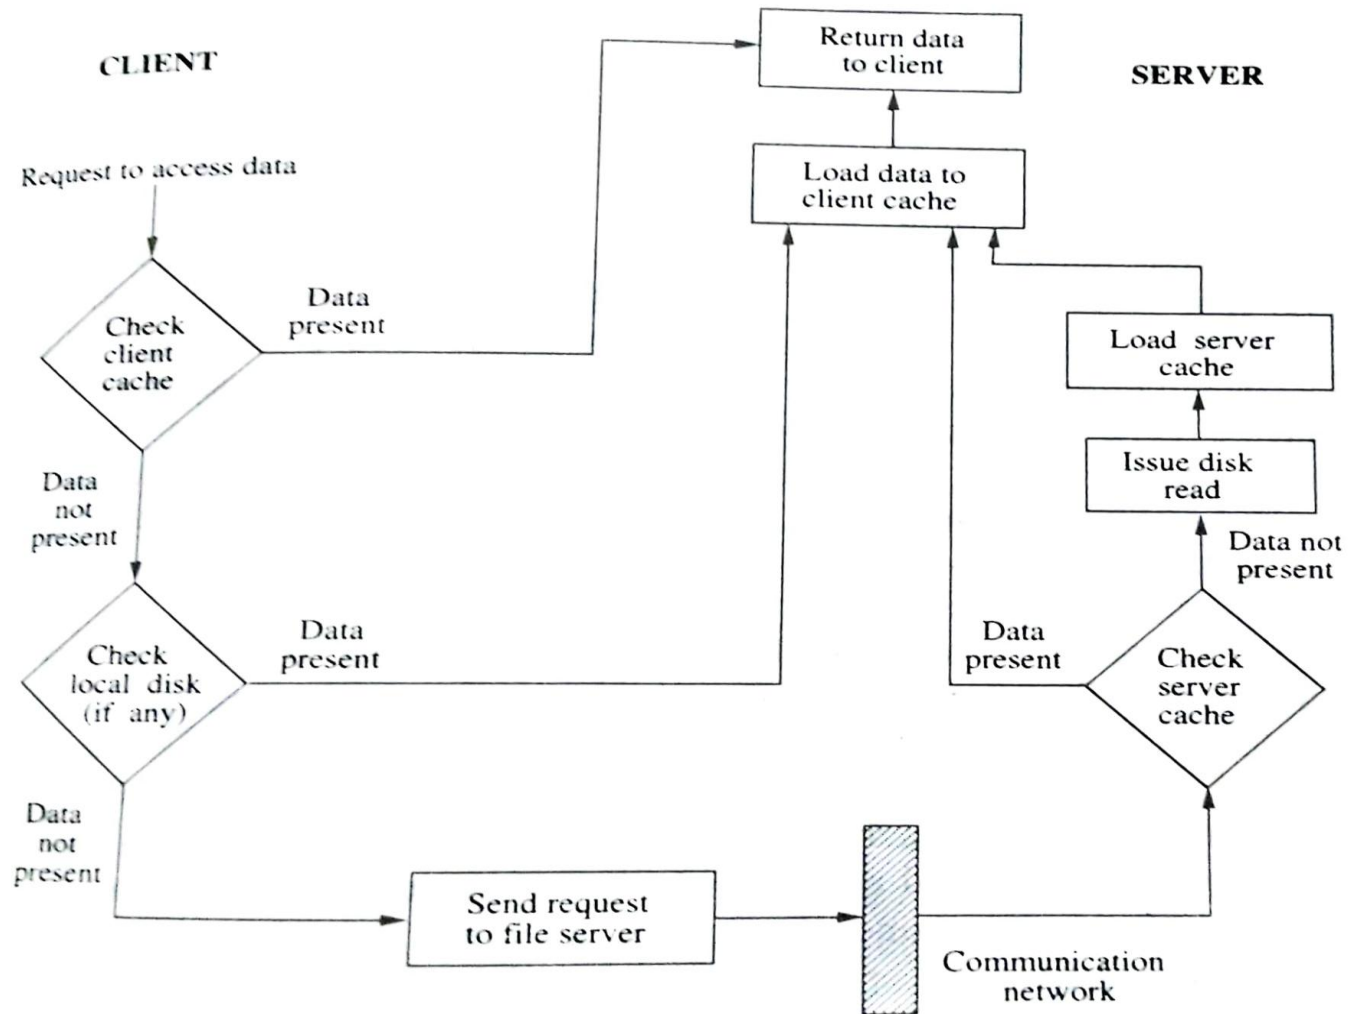 CLIENT
Return data
to client
SERVER
Request to access data
Load data to
client cache
Check
client
cache
Data
present
Load server
cache
Data
not
present
Issue disk
read
Data not
present
Check
local disk
(if any)
Data
present
Data
present
Check
server
cache
Data
not
present
Send request
to file server
Communication
network